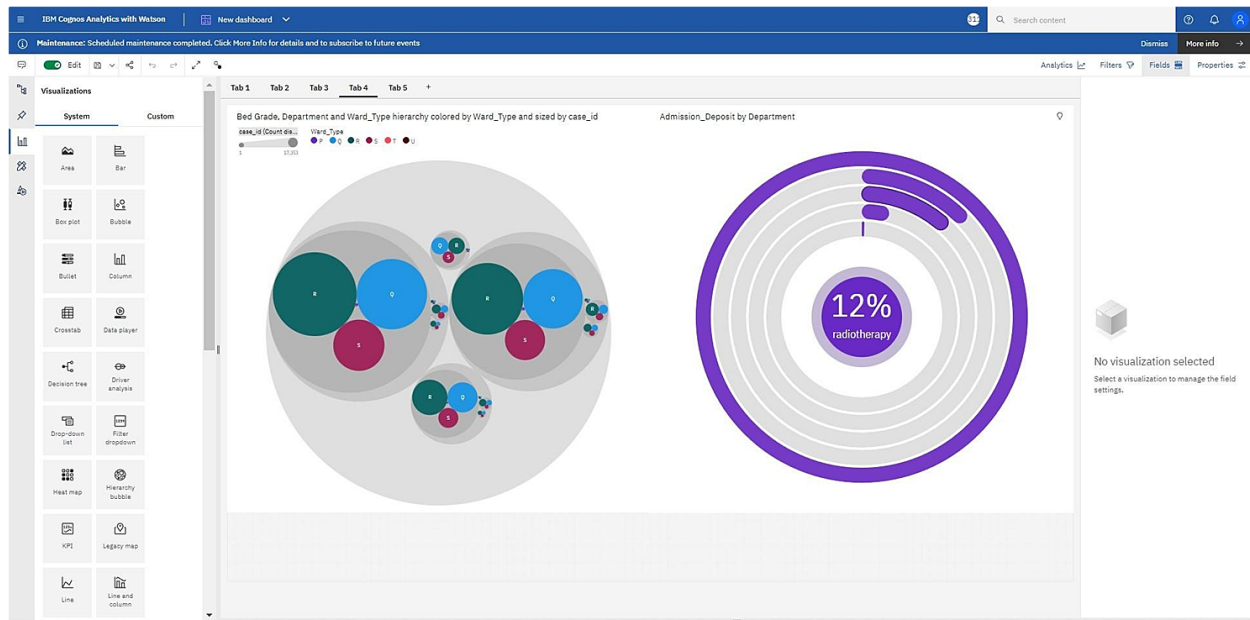 IBM Cognos Analytics with Watson
New dashboard
Search content
Maintenance: Scheduled maintenance completed. Click More Info for details and to subscribe to future events
Dismiss
More info
Edit
Analytics
Filters
Fields
Properties
Visualizations
System
Custom
Area
Bar
Box plot
Bubble
Bullet
Column
Crosstab
Data player
Decision tree
Driver
analysis
Drop-down
list
Filter
dropdown
Heat map
Hierarchy
bubble
KPI
Legacy map
Line
Line and
column
Tab 1
Tab 2
Tab 3
Tab 4
Tab 5
+
Bed Grade, Department and Ward_Type hierarchy colored by Ward_Type and sized by case_id
case_id (Count dis...
1
Ward_Type
P Q R S T U
Q R
S
R Q
S
R Q
S
R
R Q
S
Admission_Deposit by Department
12%
radiotherapy
No visualization selected
Select a visualization to manage the field
settings.